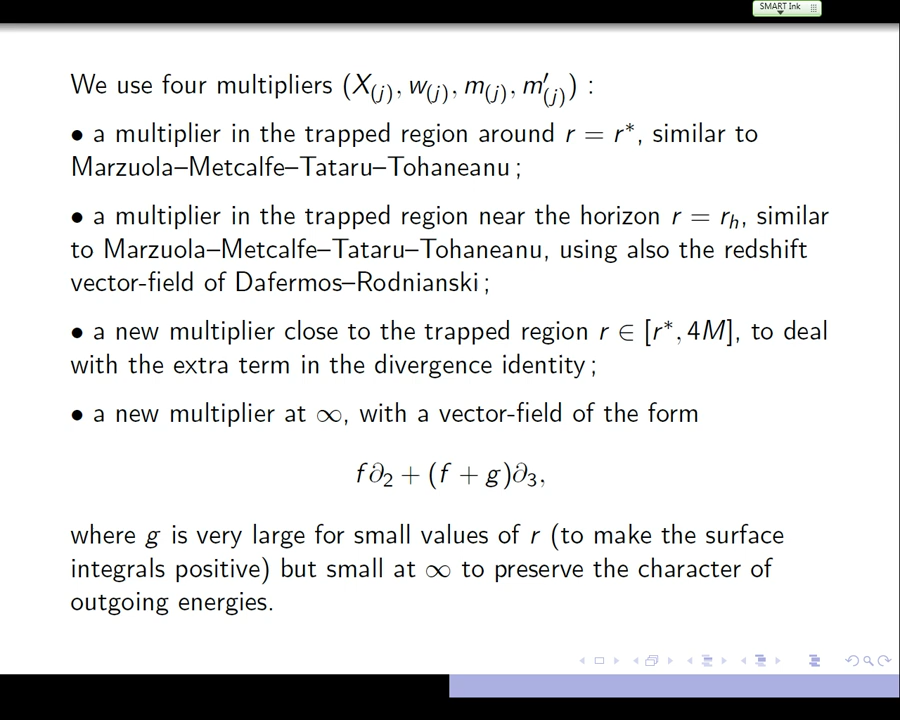 SMART Ink
We use four multipliers (X_(j), w_(j), m_(j), m′_(j)) :
• a multiplier in the trapped region around r = r*, similar to
Marzuola–Metcalfe–Tataru–Tohaneanu ;
• a multiplier in the trapped region near the horizon r = r_h, similar
to Marzuola–Metcalfe–Tataru–Tohaneanu, using also the redshift
vector-field of Dafermos–Rodnianski ;
• a new multiplier close to the trapped region r ∈ [r*, 4M], to deal
with the extra term in the divergence identity ;
• a new multiplier at ∞, with a vector-field of the form
f∂₂ + (f + g)∂₃,
where g is very large for small values of r (to make the surface
integrals positive) but small at ∞ to preserve the character of
outgoing energies.